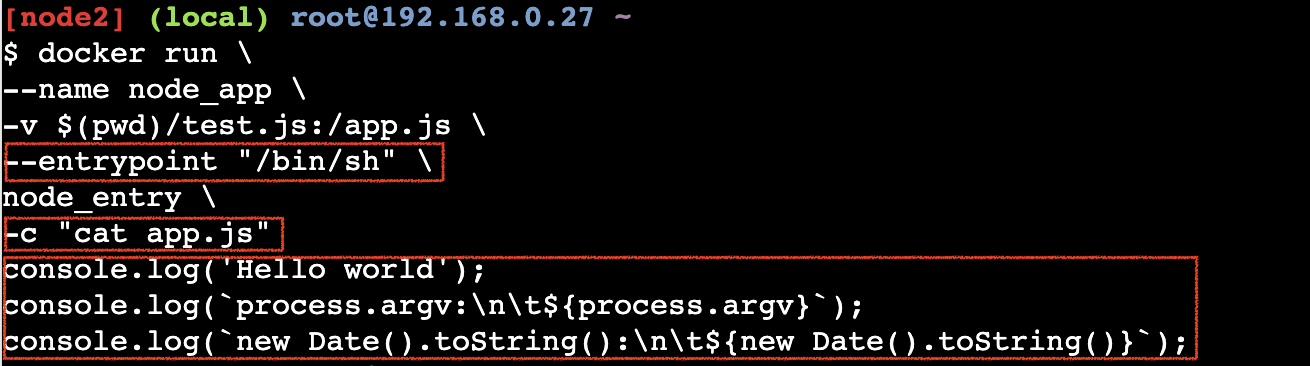 [node2] (local) root@192.168.0.27 ~
$ docker run \
--name node_app \
-v $(pwd)/test.js:/app.js \
--entrypoint "/bin/sh" \
node_entry \
-c "cat app.js"
console.log('Hello world');
console.log(`process.argv:\n\t${process.argv}`);
console.log(`new Date().toString():\n\t${new Date().toString()}`);